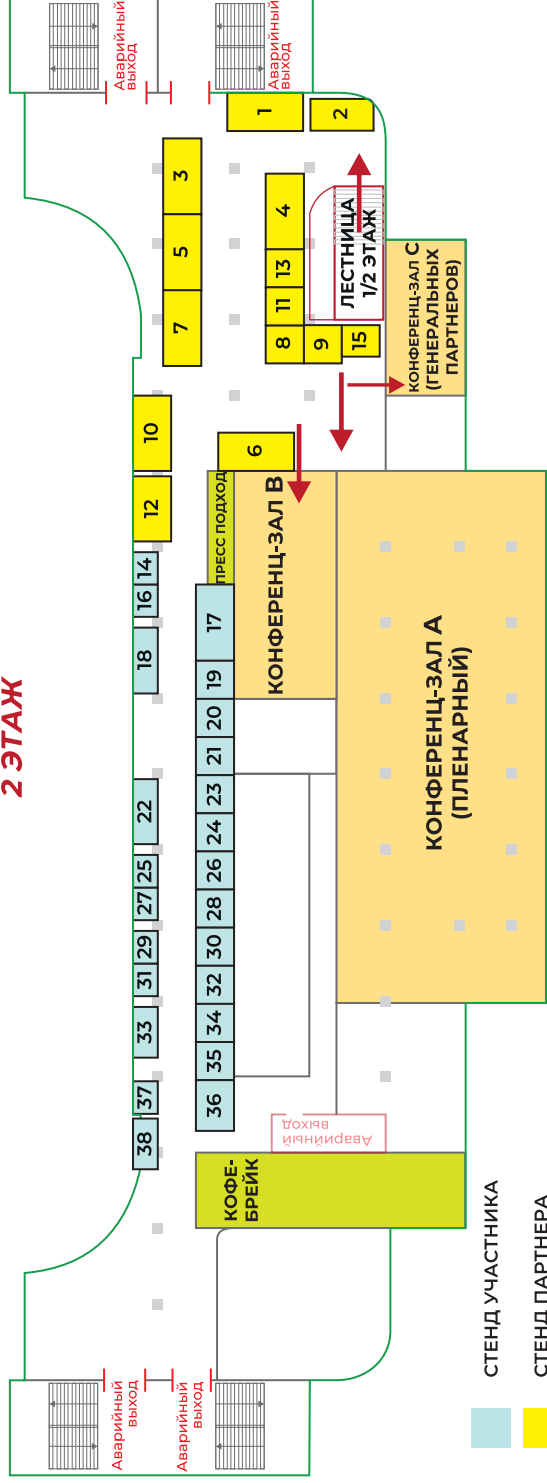 2 ЭТАЖ
Аварийный
выход
Аварийный
выход
1
2
3
5
7
4
13
11
8
9
15
ЛЕСТНИЦА
1/2 ЭТАЖ
КОНФЕРЕНЦ-ЗАЛ С
(ГЕНЕРАЛЬНЫХ
ПАРТНЕРОВ)
10
12
6
ПРЕСС ПОДХОД
КОНФЕРЕНЦ-ЗАЛ В
КОНФЕРЕНЦ-ЗАЛ А
(ПЛЕНАРНЫЙ)
14
16
18
22
25
27
29
31
33
37
38
17
19
20
21
23
24
26
28
30
32
34
35
36
Аварийный
выход
КОФЕ-
БРЕЙК
Аварийный
выход
Аварийный
выход
СТЕНД УЧАСТНИКА
СТЕНД ПАРТНЕРА